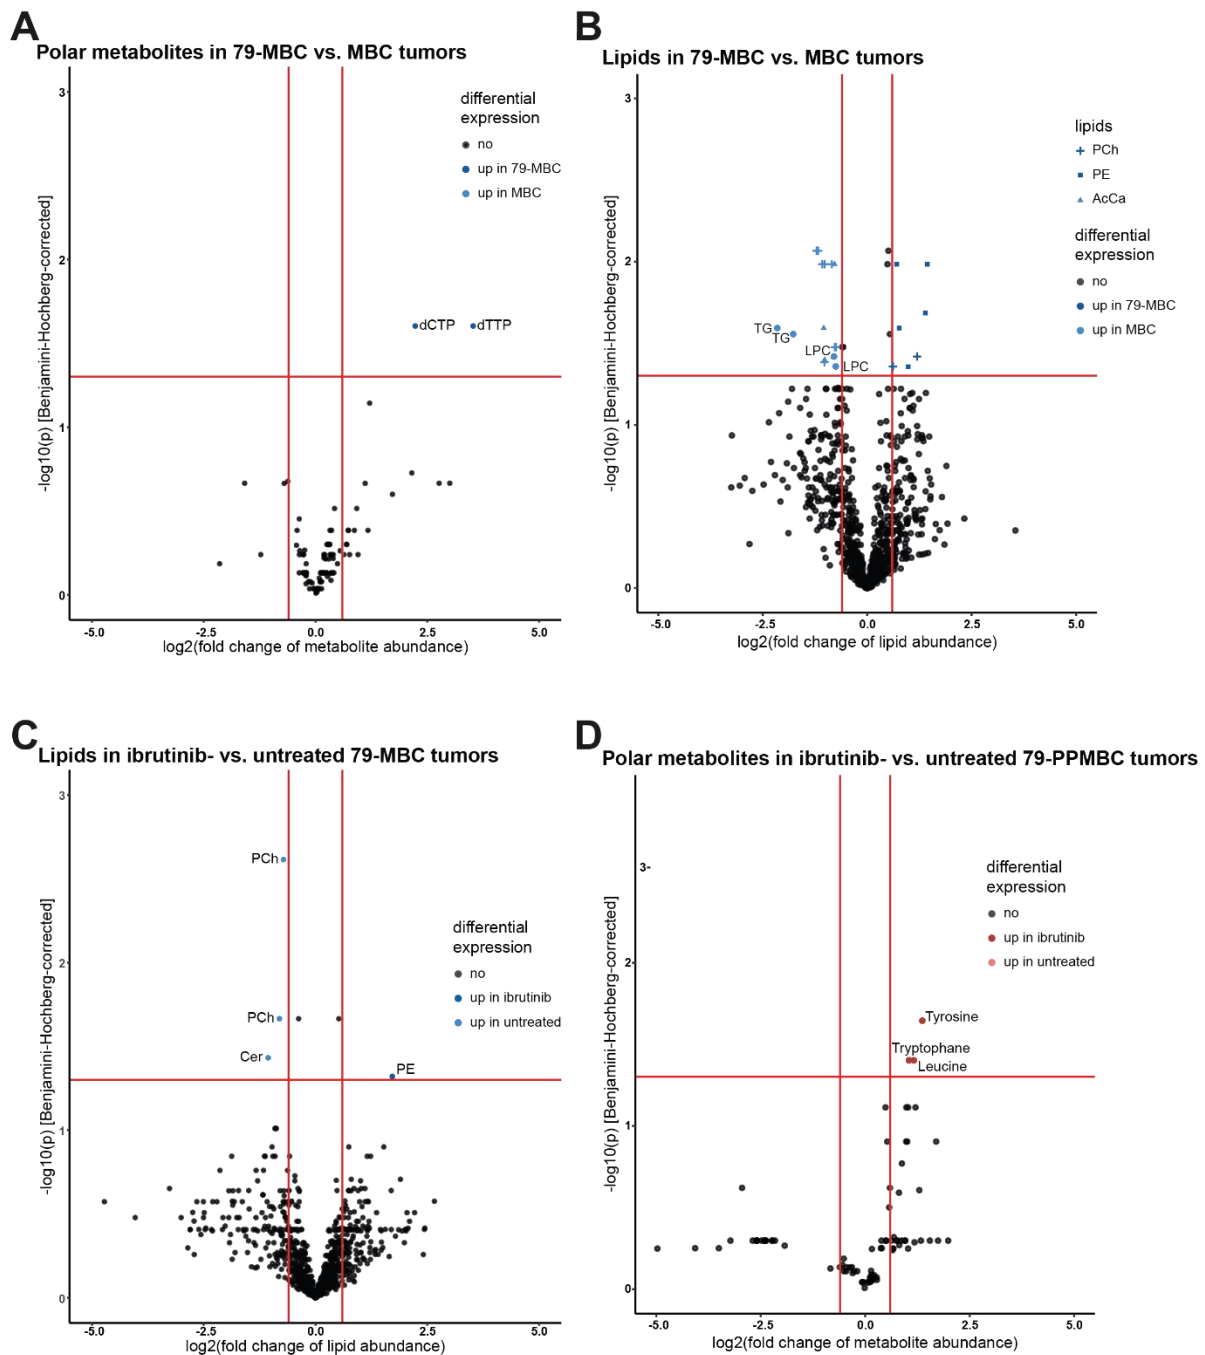 A
Polar metabolites in 79-MBC vs. MBC tumors
differential
expression
no
up in 79-MBC
up in MBC
-log10(p) [Benjamini-Hochberg-corrected]
3
2
1
0
dCTP
dTTP
-5.0
-2.5
0.0
2.5
5.0
log2(fold change of metabolite abundance)
B
Lipids in 79-MBC vs. MBC tumors
lipids
PCh
PE
AcCa
differential
expression
no
up in 79-MBC
up in MBC
-log10(p) [Benjamini-Hochberg-corrected]
3
2
1
0
TG
TG
LPC
LPC
-5.0
-2.5
0.0
2.5
5.0
log2(fold change of lipid abundance)
C
Lipids in ibrutinib- vs. untreated 79-MBC tumors
differential
expression
no
up in ibrutinib
up in untreated
-log10(p) [Benjamini-Hochberg-corrected]
3
2
1
0
PCh
PCh
Cer
PE
-5.0
-2.5
0.0
2.5
5.0
log2(fold change of lipid abundance)
D
Polar metabolites in ibrutinib- vs. untreated 79-PPMBC tumors
differential
expression
no
up in ibrutinib
up in untreated
-log10(p) [Benjamini-Hochberg-corrected]
3-
2
1
0
Tyrosine
Tryptophane
Leucine
-5.0
-2.5
0.0
2.5
5.0
log2(fold change of metabolite abundance)